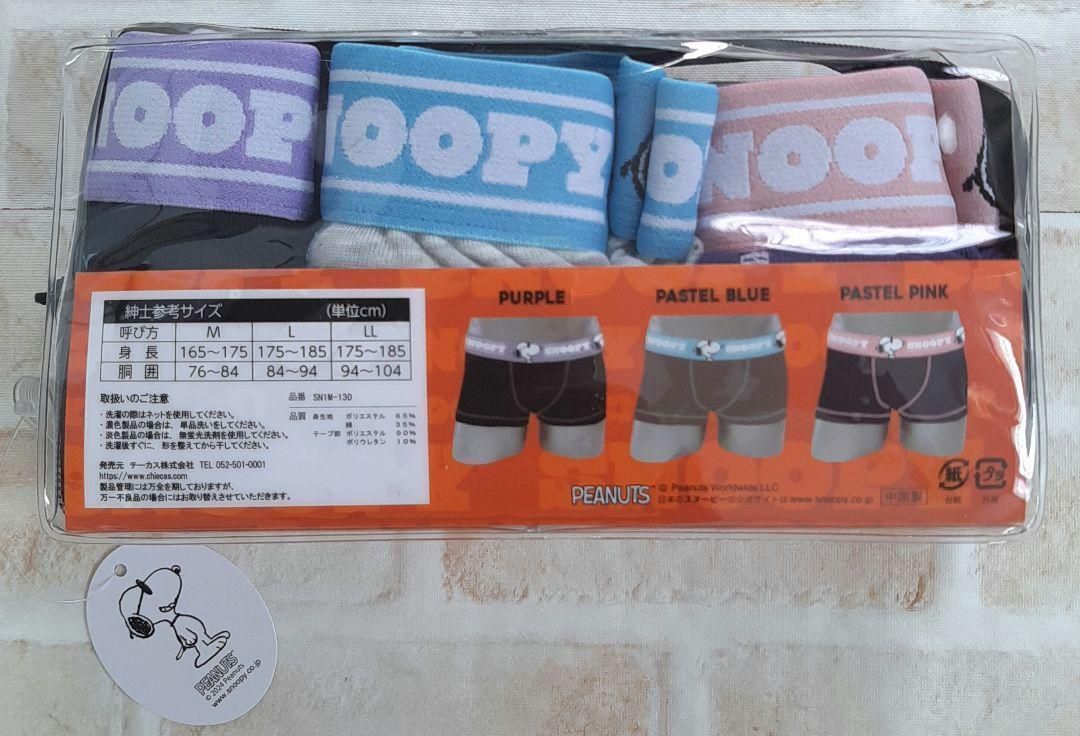 NOOP
NOOPY
O
NOOP
紳士参考サイズ (単位cm)
呼び方 M L LL
身長 165～175 175～185 175～185
胴囲 76～84 84～94 94～104
取扱いのご注意
・洗濯の際はネットを使用してください。
・濃色製品の場合は、単品洗いをしてください。
・淡色製品の場合は、無蛍光洗剤を使用してください。
・洗濯後すぐに、形を整えてから干してください。
品番 SN1M-130
品質 身生地 ポリエステル 65%
綿 35%
テープ部 ポリエステル 90%
ポリウレタン 10%
発売元 チーカス株式会社 TEL 052-501-0001
https://www.chiecas.com
製品管理には万全を期しておりますが、
万一不良品の場合にはお取り替えさせていただきます。
PURPLE
PASTEL BLUE
PASTEL PINK
SNOOPY SNOOPY
SNOOPY SNOOPY
SNOOPY SNOOPY
PEANUTS
© Peanuts Worldwide LLC
日本のスヌーピーの公式サイトは www.snoopy.co.jp
中国製
紙
付紙
プラ
外装
PEANUTS
© 2024 Peanuts
www.snoopy.co.jp